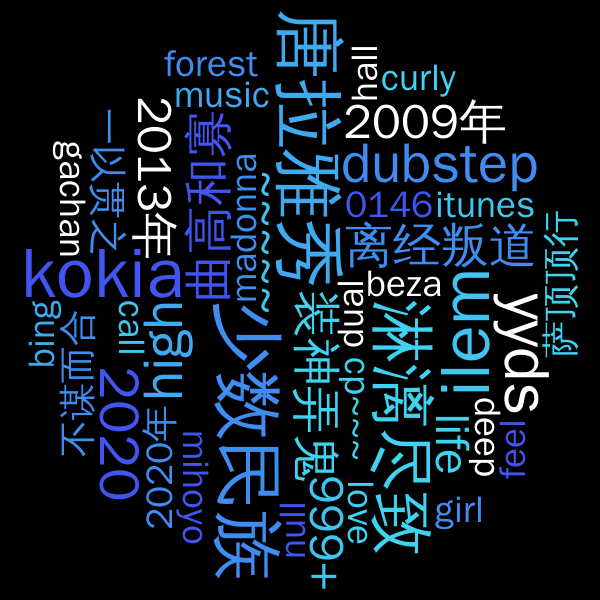 唐拉雅秀
hall
forest
curly
music
2009年
2013年
一以贯之
曲高和寡
gachan
madonna
dubstep
~~~~~~
0146
itunes
离经叛道
萨顶顶行
kokia
beza
ilem
yyds
dual
装神弄鬼
淋漓尽致
少数民族
high
call
bing
不谋而合
cp~~~
2020
2020年
mihoyo
life
deep
feel
999+
love
girl
null